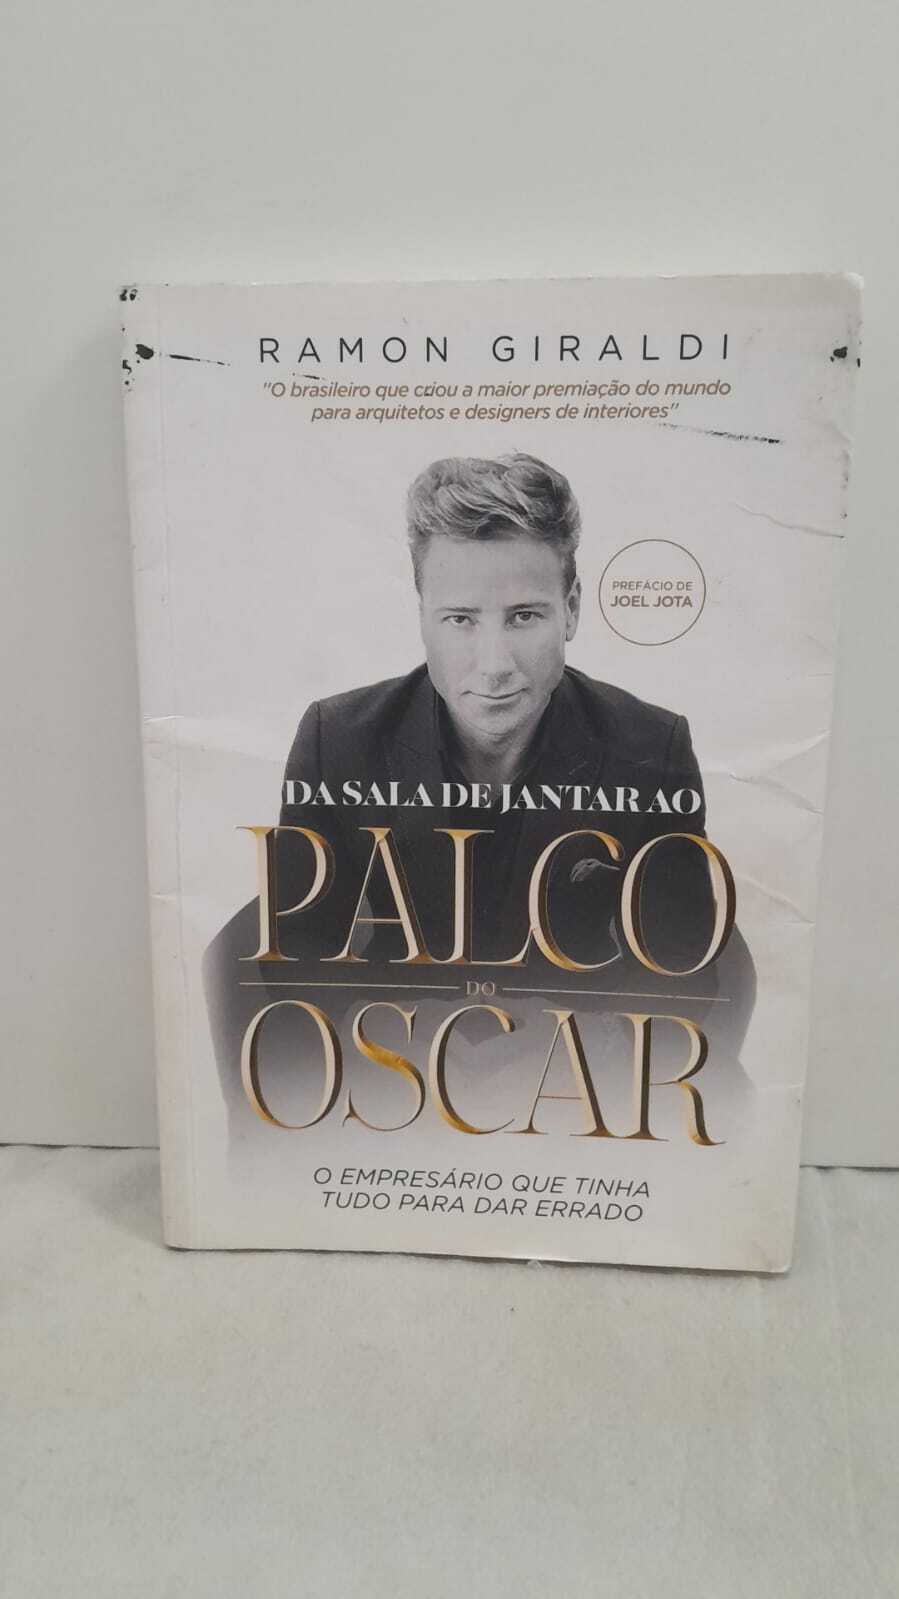 RAMON GIRALDI
"O brasileiro que criou a maior premiação do mundo
para arquitetos e designers de interiores"
PREFÁCIO DE
JOEL JOTA
DA SALA DE JANTAR AO
PALCO
DO
OSCAR
O EMPRESÁRIO QUE TINHA
TUDO PARA DAR ERRADO